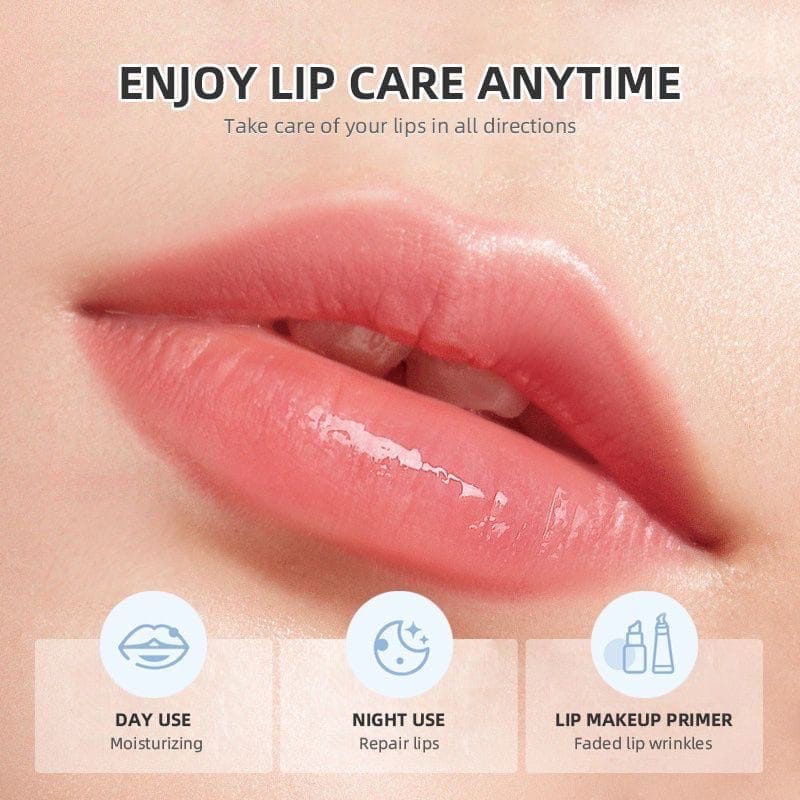 ENJOY LIP CARE ANYTIME
Take care of your lips in all directions
DAY USE
Moisturizing
NIGHT USE
Repair lips
LIP MAKEUP PRIMER
Faded lip wrinkles